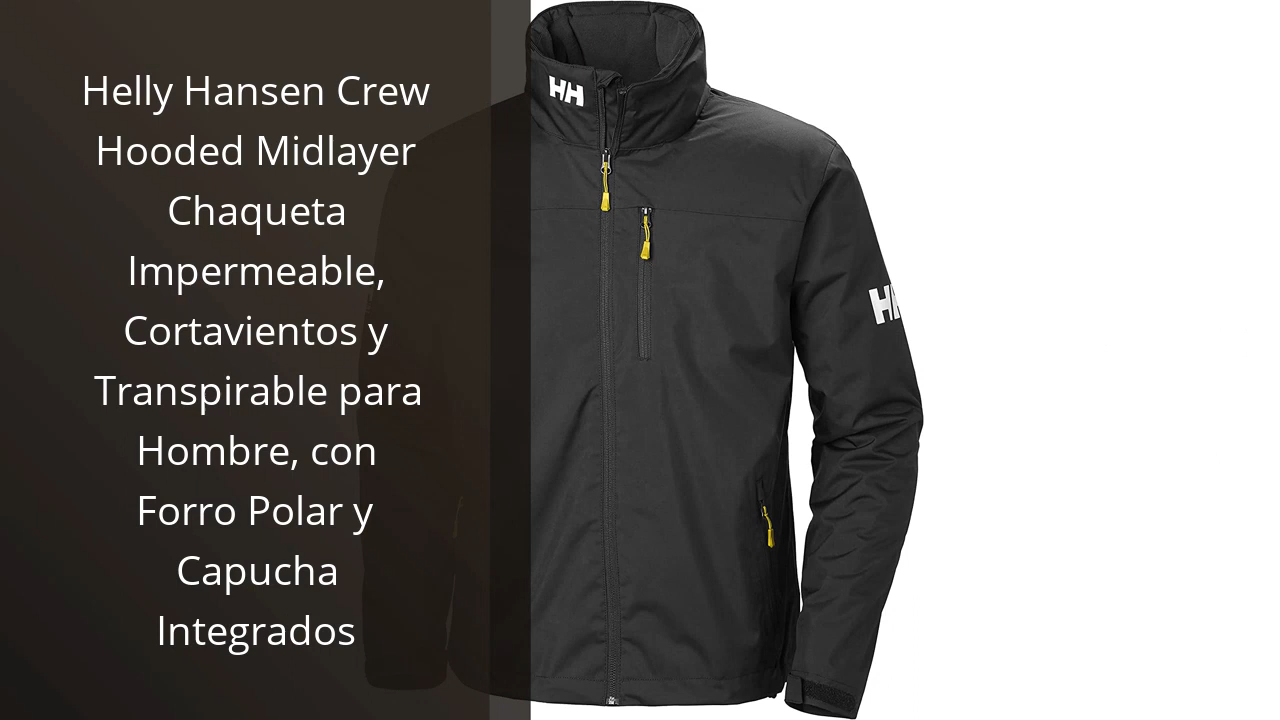 Helly Hansen Crew
Hooded Midlayer
Chaqueta
Impermeable,
Cortavientos y
Transpirable para
Hombre, con
Forro Polar y
Capucha
Integrados
HH
HH